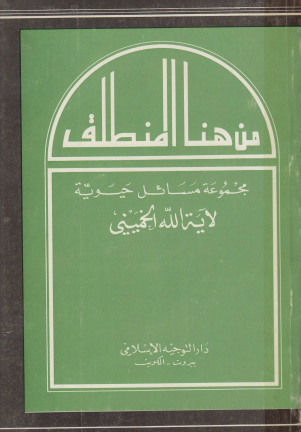 من هنا المنطلق
مجموعة مسائل حيوية
لآية الله الخميني
دار التوجيه الإسلامي
بيروت - الكويت